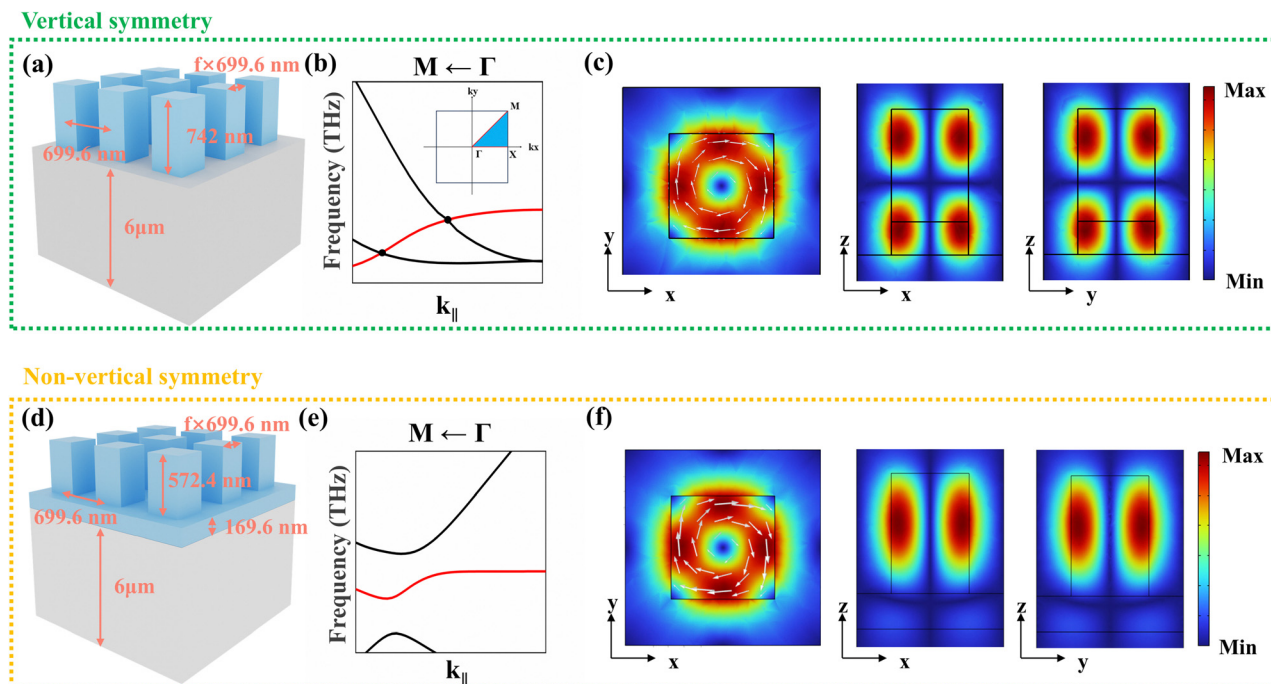 Vertical symmetry
(a)
f×699.6 nm
742 nm
699.6 nm
6μm
(b)
M ← Γ
Frequency (THz)
ky
M
Γ
X
kx
k∥
(c)
y
x
z
x
z
y
Max
Min
Non-vertical symmetry
(d)
f×699.6 nm
572.4 nm
699.6 nm
169.6 nm
6μm
(e)
M ← Γ
Frequency (THz)
k∥
(f)
y
x
z
x
z
y
Max
Min